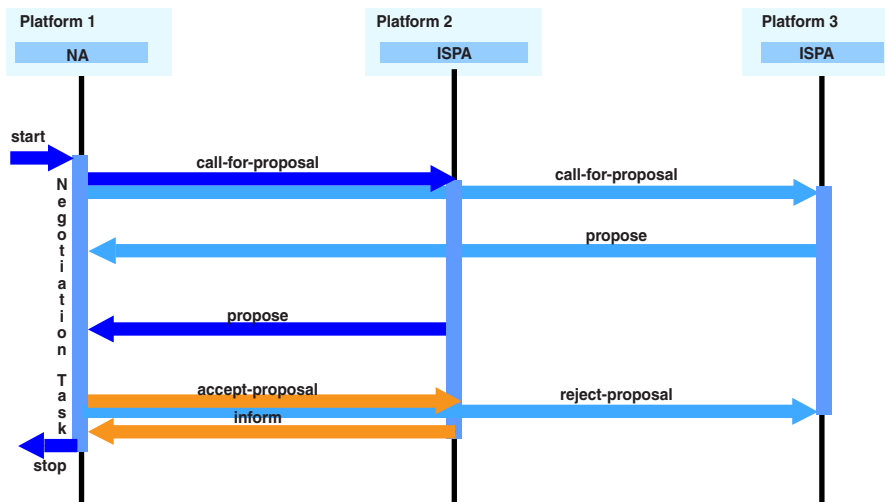 Platform 1
Platform 2
Platform 3
NA
ISPA
ISPA
start
call-for-proposal
call-for-proposal
propose
propose
accept-proposal
reject-proposal
inform
Negotiation Task
stop